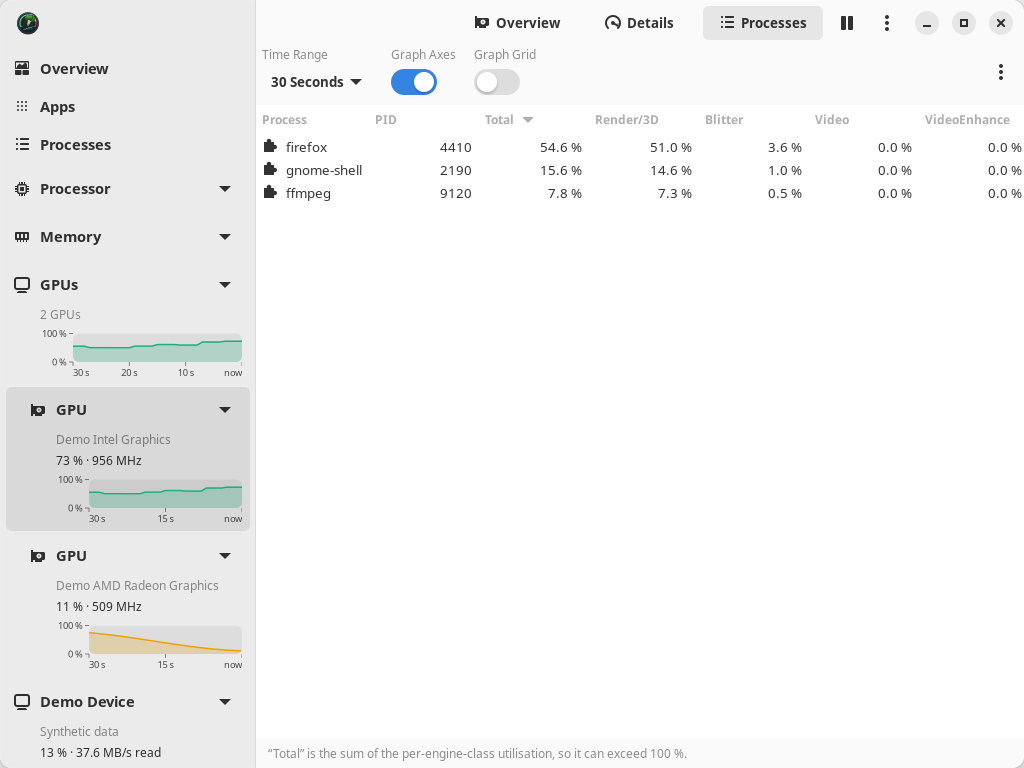 Overview
Details
Processes
Overview
Apps
Processes
Processor
Memory
GPUs
2 GPUs
100 %
0 %
30 s 20 s 10 s now
GPU
Demo Intel Graphics
73 % · 956 MHz
100 %
0 %
30 s 15 s now
GPU
Demo AMD Radeon Graphics
11 % · 509 MHz
100 %
0 %
30 s 15 s now
Demo Device
Synthetic data
13 % · 37.6 MB/s read
Time Range Graph Axes Graph Grid
30 Seconds
Process PID Total Render/3D Blitter Video VideoEnhance
firefox 4410 54.6 % 51.0 % 3.6 % 0.0 % 0.0 %
gnome-shell 2190 15.6 % 14.6 % 1.0 % 0.0 % 0.0 %
ffmpeg 9120 7.8 % 7.3 % 0.5 % 0.0 % 0.0 %
“Total” is the sum of the per-engine-class utilisation, so it can exceed 100 %.